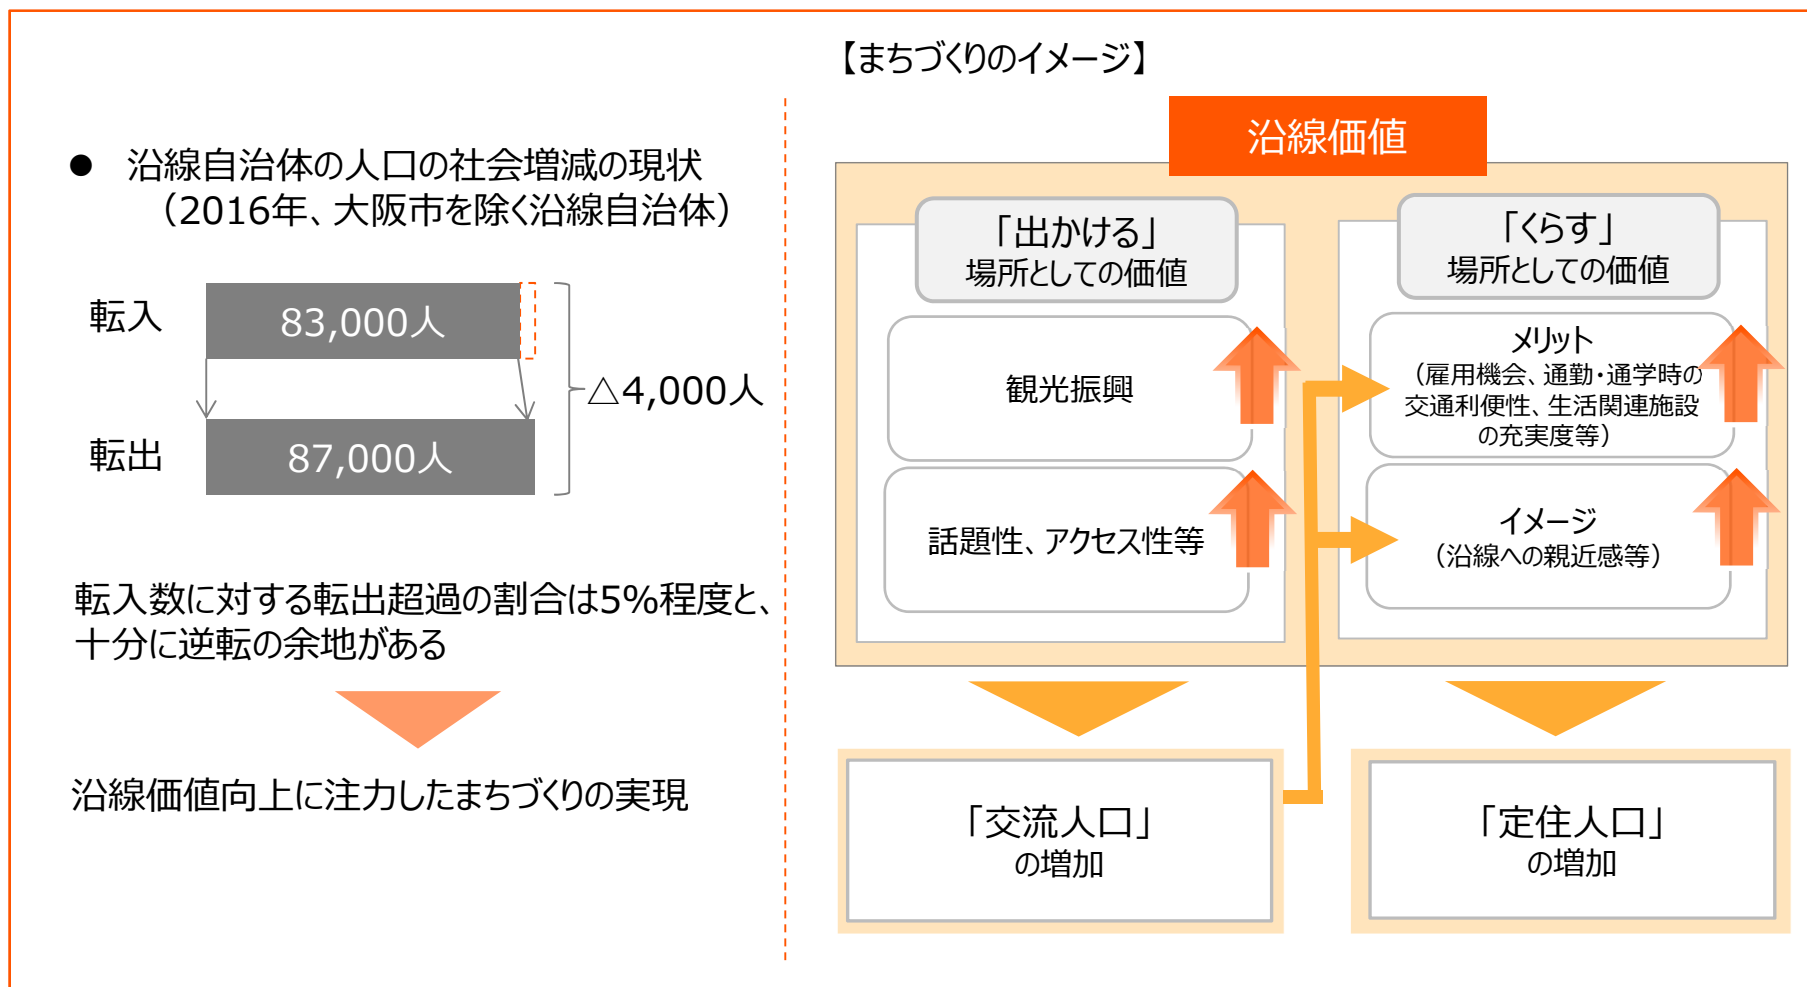 ● 沿線自治体の人口の社会増減の現状
（2016年、大阪市を除く沿線自治体）
転入
83,000人
△4,000人
転出
87,000人
転入数に対する転出超過の割合は5%程度と、
十分に逆転の余地がある
沿線価値向上に注力したまちづくりの実現
【まちづくりのイメージ】
沿線価値
「出かける」
場所としての価値
観光振興
話題性、アクセス性等
「くらす」
場所としての価値
メリット
（雇用機会、通勤・通学時の
交通利便性、生活関連施設
の充実度等）
イメージ
（沿線への親近感等）
「交流人口」
の増加
「定住人口」
の増加